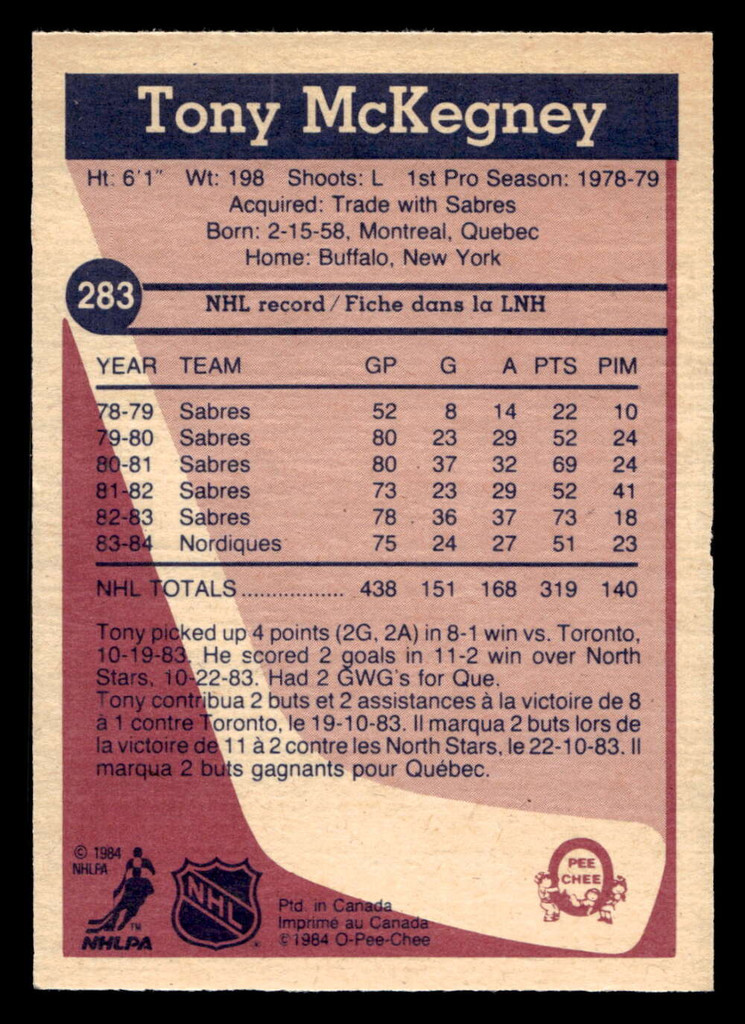 Tony McKegney
Ht: 6'1" Wt: 198 Shoots: L 1st Pro Season: 1978-79
Acquired: Trade with Sabres
Born: 2-15-58, Montreal, Quebec
Home: Buffalo, New York
283
NHL record / Fiche dans la LNH
YEAR TEAM GP G A PTS PIM
78-79 Sabres 52 8 14 22 10
79-80 Sabres 80 23 29 52 24
80-81 Sabres 80 37 32 69 24
81-82 Sabres 73 23 29 52 41
82-83 Sabres 78 36 37 73 18
83-84 Nordiques 75 24 27 51 23
NHL TOTALS ................. 438 151 168 319 140
Tony picked up 4 points (2G, 2A) in 8-1 win vs. Toronto,
10-19-83. He scored 2 goals in 11-2 win over North
Stars, 10-22-83. Had 2 GWG's for Que.
Tony contribua 2 buts et 2 assistances à la victoire de 8
à 1 contre Toronto, le 19-10-83. Il marqua 2 buts lors de
la victoire de 11 à 2 contre les North Stars, le 22-10-83. Il
marqua 2 buts gagnants pour Québec.
© 1984
NHLPA
TM
NHLPA
NHL
®
Ptd. in Canada
Imprimé au Canada
© 1984 O-Pee-Chee
PEE
CHEE